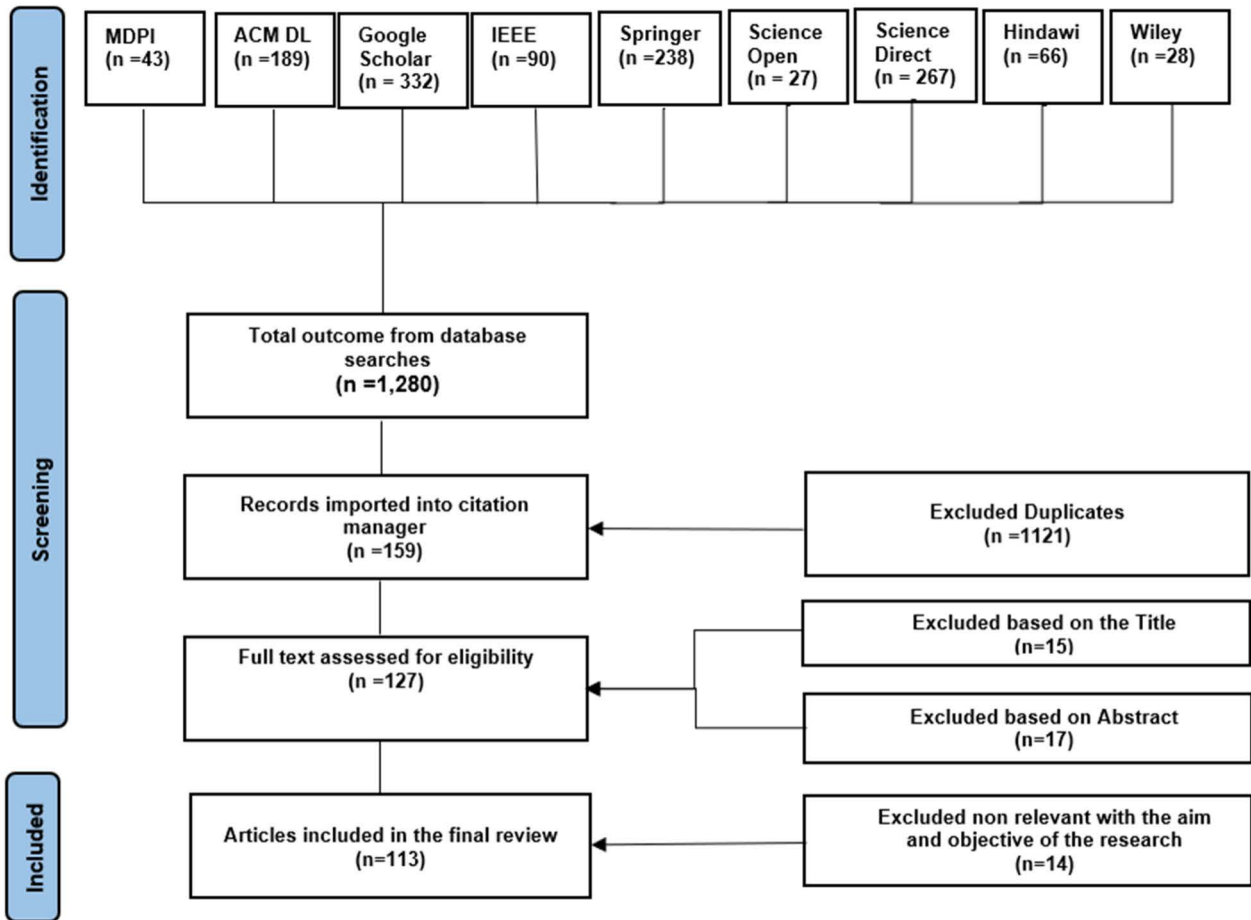 Identification
MDPI
(n =43)
ACM DL
(n =189)
Google
Scholar
(n = 332)
IEEE
(n =90)
Springer
(n =238)
Science
Open
(n = 27)
Science
Direct
(n = 267)
Hindawi
(n =66)
Wiley
(n =28)
Screening
Total outcome from database
searches
(n =1,280)
Records imported into citation
manager
(n =159)
Excluded Duplicates
(n =1121)
Full text assessed for eligibility
(n =127)
Excluded based on the Title
(n=15)
Excluded based on Abstract
(n=17)
Included
Articles included in the final review
(n=113)
Excluded non relevant with the aim
and objective of the research
(n=14)